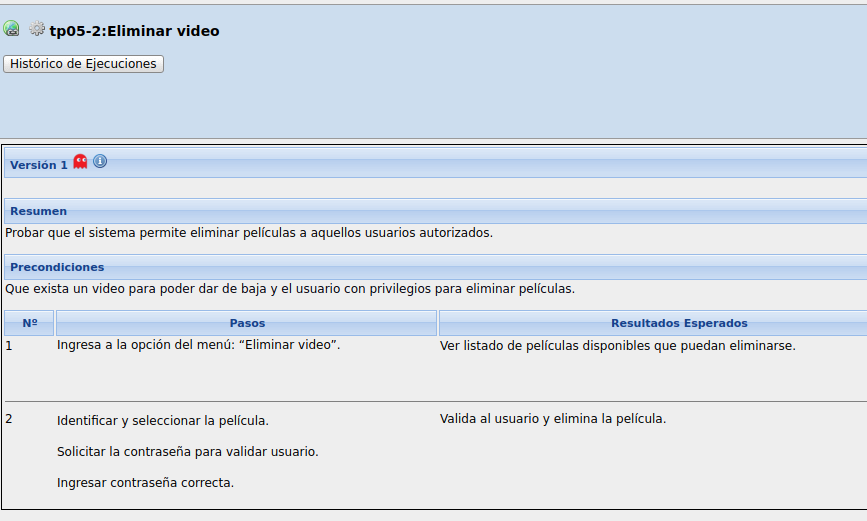 tp05-2:Eliminar video
Histórico de Ejecuciones
Versión 1
Resumen
Probar que el sistema permite eliminar películas a aquellos usuarios autorizados.
Precondiciones
Que exista un video para poder dar de baja y el usuario con privilegios para eliminar películas.
Nº Pasos Resultados Esperados
1 Ingresa a la opción del menú: “Eliminar video”. Ver listado de películas disponibles que puedan eliminarse.
2 Identificar y seleccionar la película. Valida al usuario y elimina la película.
Solicitar la contraseña para validar usuario.
Ingresar contraseña correcta.